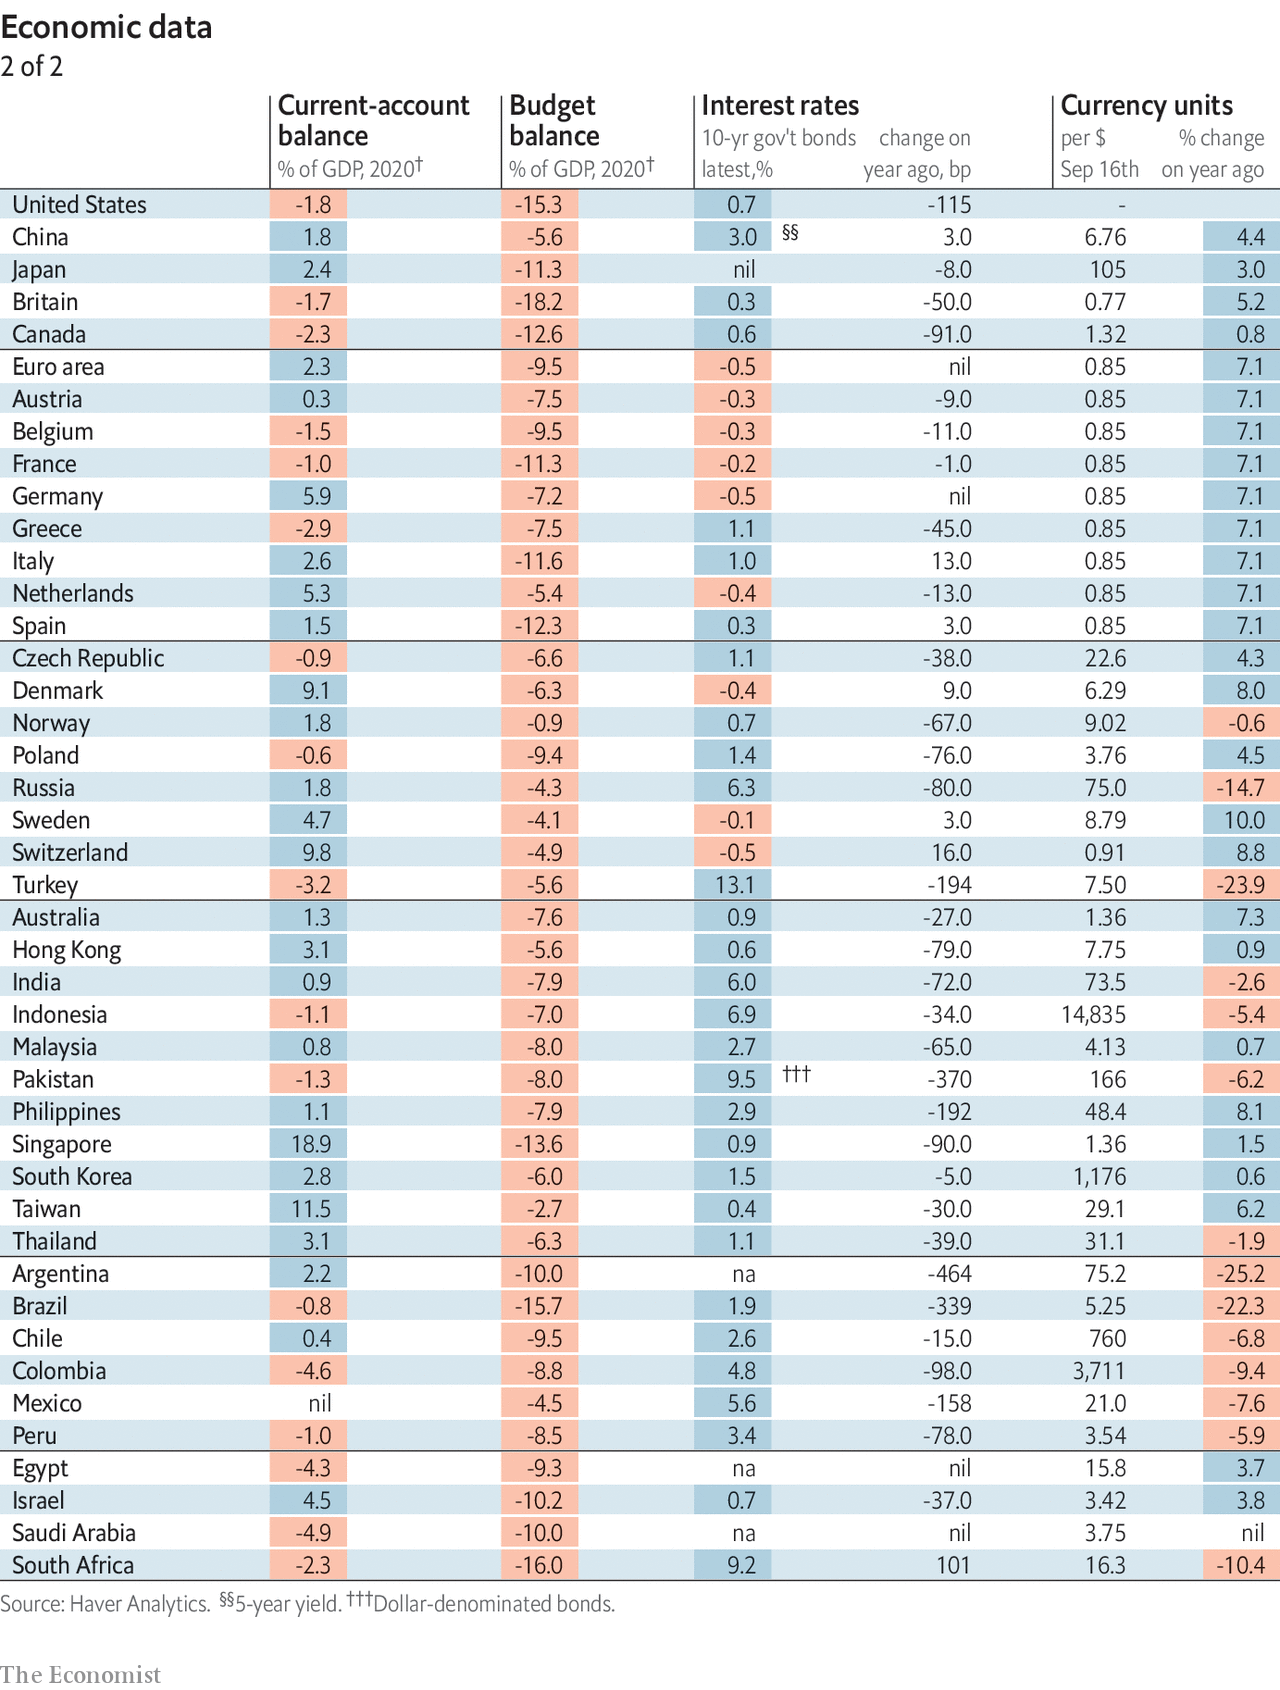 Economic data
2 of 2
Current-account balance Budget balance Interest rates Currency units
% of GDP, 2020† % of GDP, 2020† 10-yr gov't bonds latest,% change on year ago, bp per $ Sep 16th % change on year ago
United States -1.8 -15.3 0.7 -115 -
China 1.8 -5.6 3.0 §§ 3.0 6.76 4.4
Japan 2.4 -11.3 nil -8.0 105 3.0
Britain -1.7 -18.2 0.3 -50.0 0.77 5.2
Canada -2.3 -12.6 0.6 -91.0 1.32 0.8
Euro area 2.3 -9.5 -0.5 nil 0.85 7.1
Austria 0.3 -7.5 -0.3 -9.0 0.85 7.1
Belgium -1.5 -9.5 -0.3 -11.0 0.85 7.1
France -1.0 -11.3 -0.2 -1.0 0.85 7.1
Germany 5.9 -7.2 -0.5 nil 0.85 7.1
Greece -2.9 -7.5 1.1 -45.0 0.85 7.1
Italy 2.6 -11.6 1.0 13.0 0.85 7.1
Netherlands 5.3 -5.4 -0.4 -13.0 0.85 7.1
Spain 1.5 -12.3 0.3 3.0 0.85 7.1
Czech Republic -0.9 -6.6 1.1 -38.0 22.6 4.3
Denmark 9.1 -6.3 -0.4 9.0 6.29 8.0
Norway 1.8 -0.9 0.7 -67.0 9.02 -0.6
Poland -0.6 -9.4 1.4 -76.0 3.76 4.5
Russia 1.8 -4.3 6.3 -80.0 75.0 -14.7
Sweden 4.7 -4.1 -0.1 3.0 8.79 10.0
Switzerland 9.8 -4.9 -0.5 16.0 0.91 8.8
Turkey -3.2 -5.6 13.1 -194 7.50 -23.9
Australia 1.3 -7.6 0.9 -27.0 1.36 7.3
Hong Kong 3.1 -5.6 0.6 -79.0 7.75 0.9
India 0.9 -7.9 6.0 -72.0 73.5 -2.6
Indonesia -1.1 -7.0 6.9 -34.0 14,835 -5.4
Malaysia 0.8 -8.0 2.7 -65.0 4.13 0.7
Pakistan -1.3 -8.0 9.5 ††† -370 166 -6.2
Philippines 1.1 -7.9 2.9 -192 48.4 8.1
Singapore 18.9 -13.6 0.9 -90.0 1.36 1.5
South Korea 2.8 -6.0 1.5 -5.0 1,176 0.6
Taiwan 11.5 -2.7 0.4 -30.0 29.1 6.2
Thailand 3.1 -6.3 1.1 -39.0 31.1 -1.9
Argentina 2.2 -10.0 na -464 75.2 -25.2
Brazil -0.8 -15.7 1.9 -339 5.25 -22.3
Chile 0.4 -9.5 2.6 -15.0 760 -6.8
Colombia -4.6 -8.8 4.8 -98.0 3,711 -9.4
Mexico nil -4.5 5.6 -158 21.0 -7.6
Peru -1.0 -8.5 3.4 -78.0 3.54 -5.9
Egypt -4.3 -9.3 na nil 15.8 3.7
Israel 4.5 -10.2 0.7 -37.0 3.42 3.8
Saudi Arabia -4.9 -10.0 na nil 3.75 nil
South Africa -2.3 -16.0 9.2 101 16.3 -10.4
Source: Haver Analytics. §§5-year yield. †††Dollar-denominated bonds.
The Economist